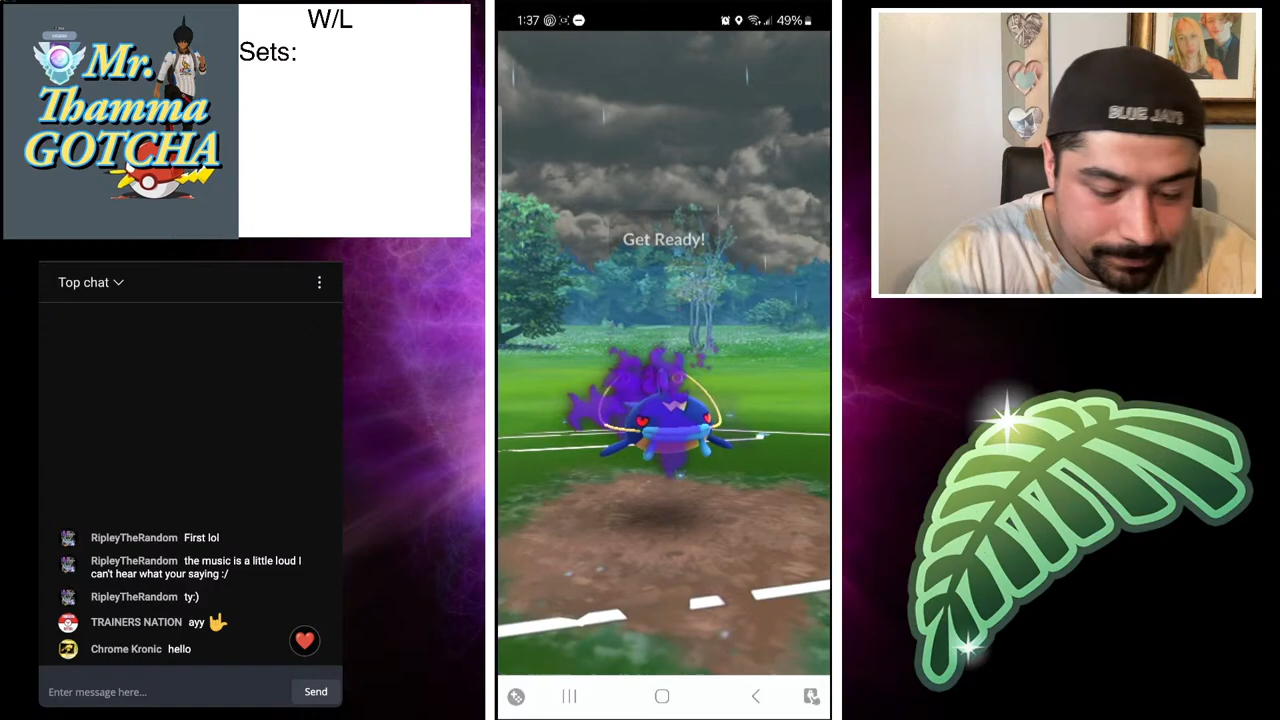 W/L
Sets:
Mr.
Thamma
GOTCHA
1:37
49%
Get Ready!
BLUE JAYS
Top chat
RipleyTheRandom First lol
RipleyTheRandom the music is a little loud I
can't hear what your saying :/
RipleyTheRandom ty:)
TRAINERS NATION ayy 🤟
Chrome Kronic hello
Enter message here...
Send